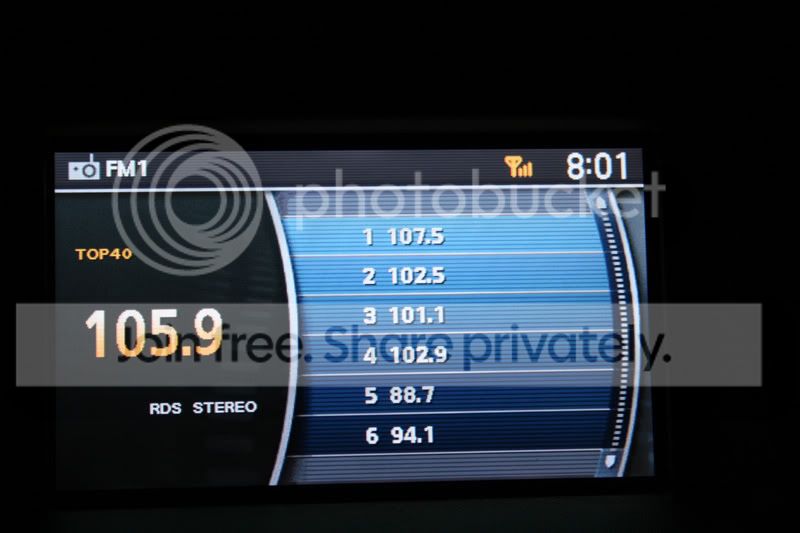 FM1
8:01
photobucket
TOP40
1 107.5
2 102.5
105.9
3 101.1
Join free. Share privately.
4 102.9
5 88.7
RDS STEREO
6 94.1